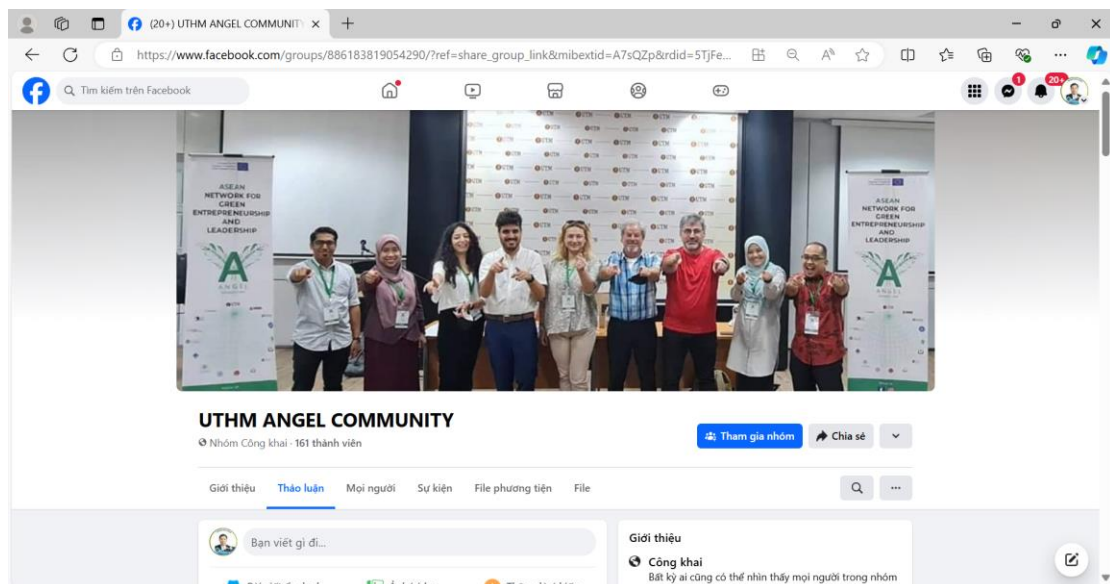 (20+) UTHM ANGEL COMMUNIT
https://www.facebook.com/groups/886183819054290/?ref=share_group_link&mibextid=A7sQZp&rdid=5TjFe...
Tìm kiếm trên Facebook
1
20+
ASEAN
NETWORK FOR
GREEN
ENTREPRENEURSHIP
AND
LEADERSHIP
ANGEL
ASEAN
NETWORK FOR
GREEN
ENTREPRENEURSHIP
AND
LEADERSHIP
ANGEL
UTHM ANGEL COMMUNITY
Nhóm Công khai · 161 thành viên
Tham gia nhóm
Chia sẻ
Giới thiệu Thảo luận Mọi người Sự kiện File phương tiện File
Bạn viết gì đi...
Giới thiệu
Công khai
Bất kỳ ai cũng có thể nhìn thấy mọi người trong nhóm